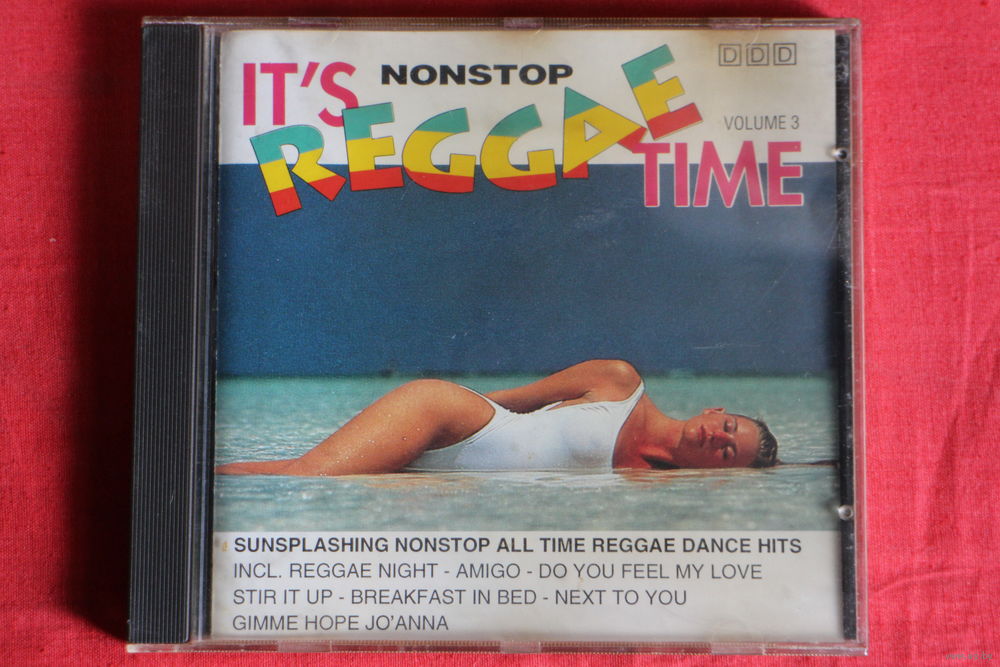 IT'S NONSTOP
REGGAE
TIME
VOLUME 3
DDD
SUNSPLASHING NONSTOP ALL TIME REGGAE DANCE HITS
INCL. REGGAE NIGHT - AMIGO - DO YOU FEEL MY LOVE
STIR IT UP - BREAKFAST IN BED - NEXT TO YOU
GIMME HOPE JO'ANNA